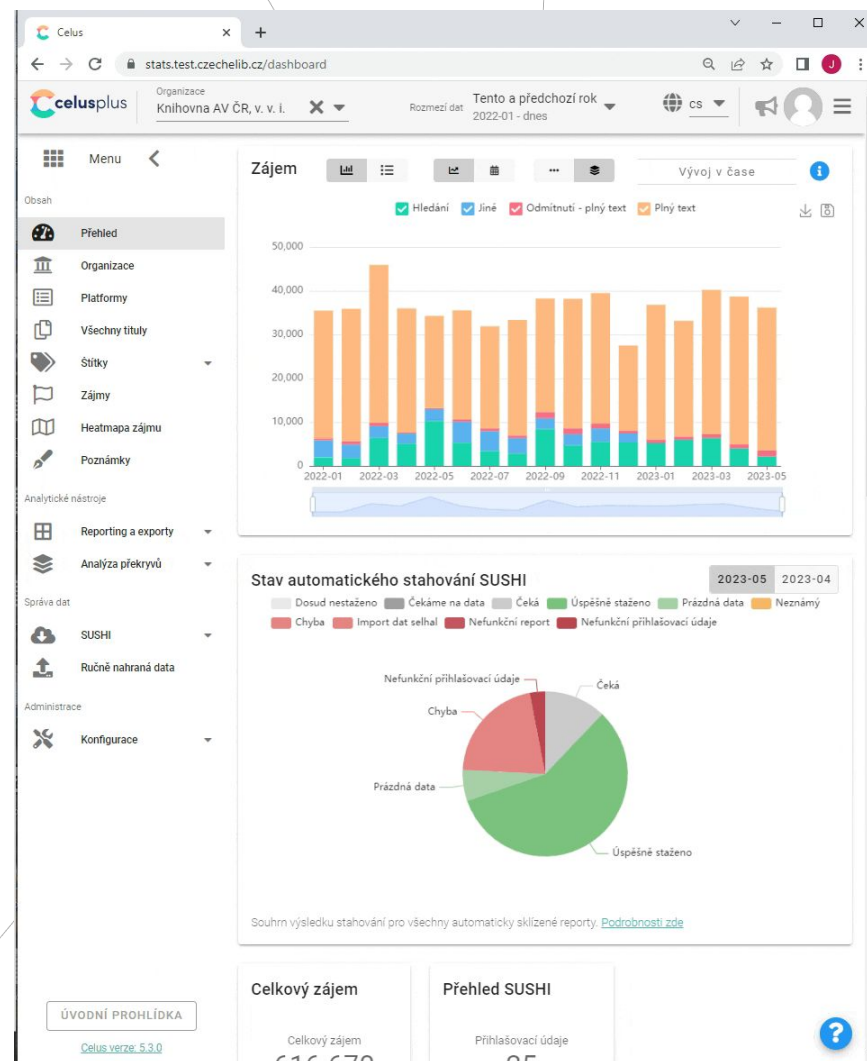 Celus
stats.test.czechelib.cz/dashboard
J
celusplus
Organizace
Knihovna AV ČR, v. v. i.
Rozmezí dat
Tento a předchozí rok
2022-01 - dnes
cs
Menu
Obsah
Přehled
Organizace
Platformy
Všechny tituly
Štítky
Zájmy
Heatmapa zájmu
Poznámky
Analytické nástroje
Reporting a exporty
Analýza překryvů
Správa dat
SUSHI
Ručně nahraná data
Administrace
Konfigurace
ÚVODNÍ PROHLÍDKA
Celus verze: 5.3.0
Zájem
Vývoj v čase
Hledání Jiné Odmítnutí - plný text Plný text
50,000
40,000
30,000
20,000
10,000
0
2022-01 2022-03 2022-05 2022-07 2022-09 2022-11 2023-01 2023-03 2023-05
Stav automatického stahování SUSHI
2023-05 2023-04
Dosud nestaženo Čekáme na data Čeká Úspěšně staženo Prázdná data Neznámý
Chyba Import dat selhal Nefunkční report Nefunkční přihlašovací údaje
Nefunkční přihlašovací údaje
Čeká
Chyba
Prázdná data
Úspěšně staženo
Souhrn výsledku stahování pro všechny automaticky sklízené reporty. Podrobnosti zde
Celkový zájem
Celkový zájem
Přehled SUSHI
Přihlašovací údaje
?